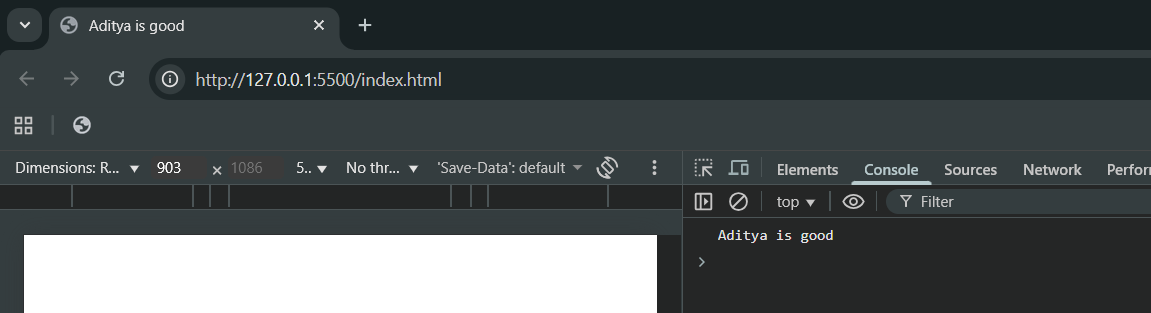 Aditya is good
http://127.0.0.1:5500/index.html
Dimensions: R... 903 × 1086 5.. No thr... 'Save-Data': default
Elements Console Sources Network Perfor
top Filter
Aditya is good